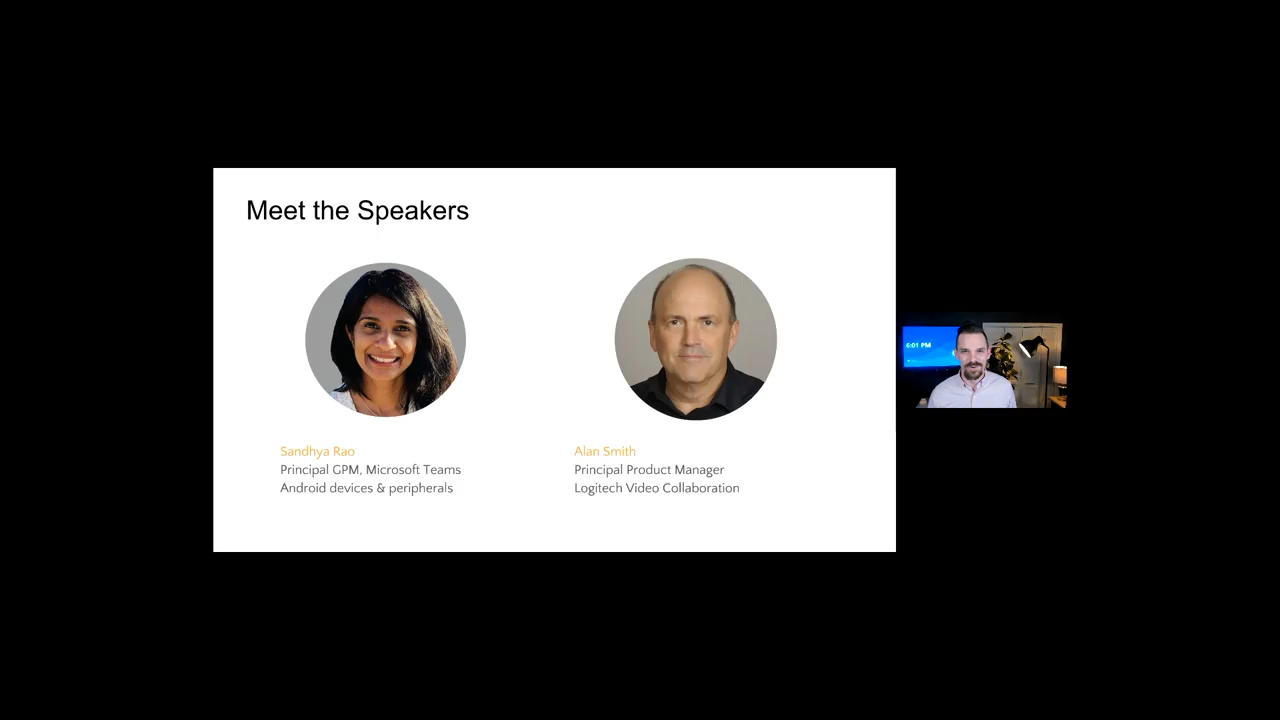 Meet the Speakers
Sandhya Rao
Principal GPM, Microsoft Teams
Android devices & peripherals
Alan Smith
Principal Product Manager
Logitech Video Collaboration
6:01 PM